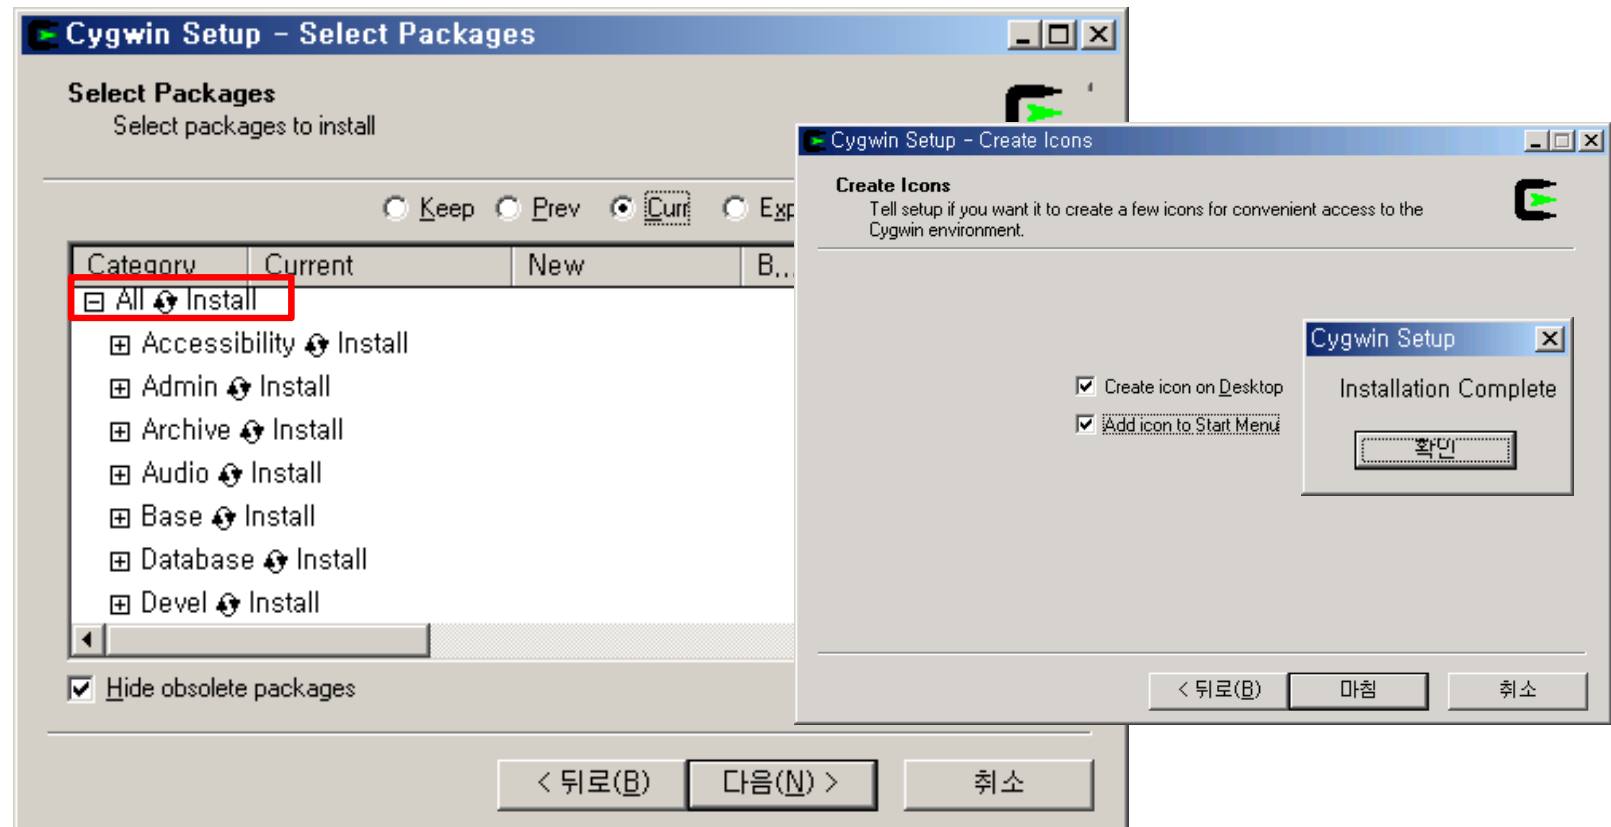 Cygwin Setup - Select Packages
Select Packages
Select packages to install
Keep Prev Curr Exp
Category Current New B...
All Install
Accessibility Install
Admin Install
Archive Install
Audio Install
Base Install
Database Install
Devel Install
Hide obsolete packages
< 뒤로(B) 다음(N) > 취소
Cygwin Setup - Create Icons
Create Icons
Tell setup if you want it to create a few icons for convenient access to the
Cygwin environment.
Create icon on Desktop
Add icon to Start Menu
Cygwin Setup
Installation Complete
확인
< 뒤로(B) 마침 취소